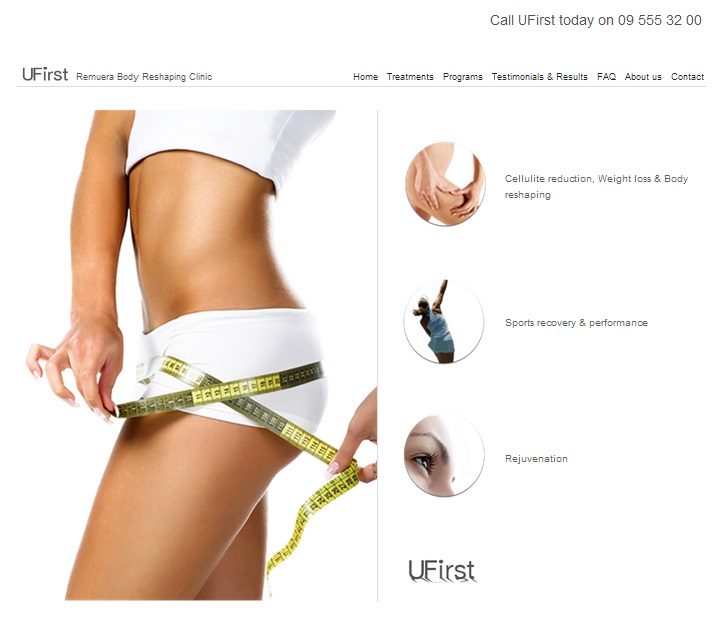 Call UFirst today on 09 555 32 00
UFirst Remuera Body Reshaping Clinic
Home Treatments Programs Testimonials & Results FAQ About us Contact
Cellulite reduction, Weight loss & Body
reshaping
Sports recovery & performance
Rejuvenation
UFirst